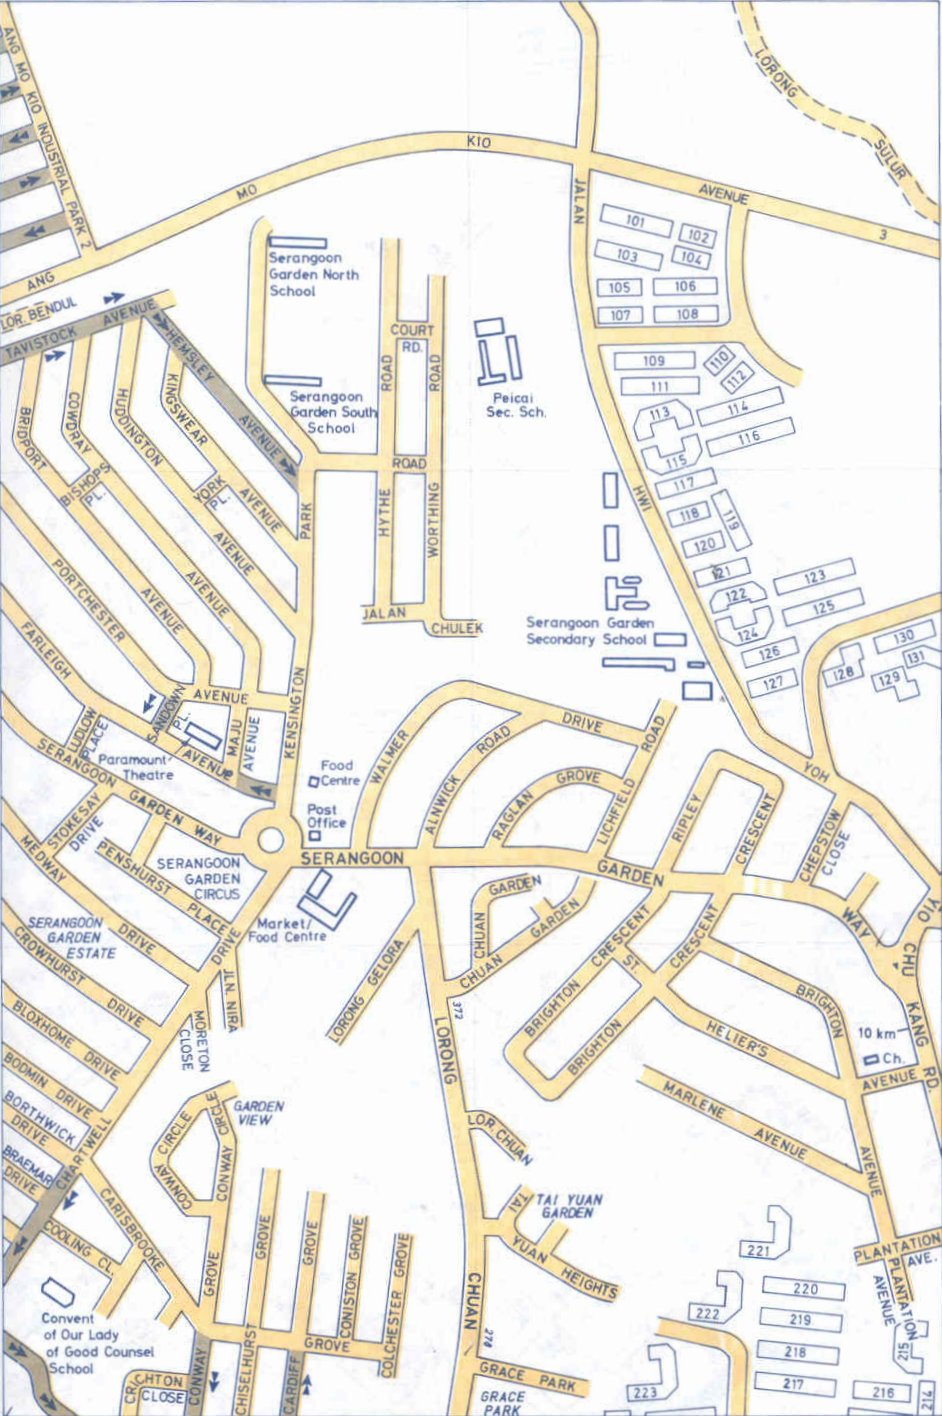 ANG MO KIO INDUSTRIAL PARK 2
LORONG
SULUR
ANG
MO
KIO
AVENUE
3
JALAN
HWI
YOH
101
102
103
104
105
106
107
108
109
110
111
112
113
114
115
116
117
118
119
120
121
122
123
124
125
126
127
128
129
130
131
Serangoon
Garden North
School
LOR. BENDUL
TAVISTOCK AVENUE
HEMSLEY
AVENUE
COURT
RD.
ROAD
ROAD
Serangoon
Garden South
School
Peicai
Sec. Sch.
BRIDPORT
COWDRAY
HUDDINGTON
KINGSWEAR
BISHOPS
PL.
YORK
PL.
AVENUE
AVENUE
AVENUE
AVENUE
PARK
ROAD
HYTHE
WORTHING
JALAN
CHULEK
PORTCHESTER
AVENUE
FARLEIGH
AVENUE
SANDOWN
PL.
LUDLOW
PLACE
MAJU
AVENUE
KENSINGTON
Paramount
Theatre
Serangoon Garden
Secondary School
SERANGOON
GARDEN WAY
STOKESAY
DRIVE
PENSHURST
PLACE
MEDWAY
DRIVE
SERANGOON
GARDEN
CIRCUS
Food
Centre
Post
Office
WALMER
DRIVE
ALNWICK
ROAD
RAGLAN
GROVE
LICHFIELD
ROAD
RIPLEY
CRESCENT
CHEPSTOW
CLOSE
SERANGOON
GARDEN
WAY
Market/
Food Centre
SERANGOON
GARDEN
ESTATE
CROWHURST
DRIVE
DRIVE
JLN. NIRA
MORETON
CLOSE
BLOXHOME DRIVE
BODMIN DRIVE
BORTHWICK
DRIVE
BRAEMAR
DRIVE
CHARTWELL
LORONG GELORA
CHUAN
GARDEN
CHUAN
GARDEN
BRIGHTON
CRESCENT
ST.
HELIER'S
BRIGHTON
CRESCENT
BRIGHTON
AVENUE
YIO
CHU
KANG
RD.
10 km
Ch.
AVENUE
MARLENE
AVENUE
372
LORONG
CHUAN
LOR. CHUAN
TAI
YUAN
HEIGHTS
TAI YUAN
GARDEN
GARDEN
VIEW
CONWAY
CIRCLE
CONWAY
CIRCLE
GROVE
CARISBROOKE
COOLING CL.
Convent
of Our Lady
of Good Counsel
School
CLOSE
CONWAY
CHISELHURST
GROVE
CARDIFF
GROVE
GROVE
CONISTON GROVE
COLCHESTER GROVE
278
GRACE PARK
GRACE
PARK
PLANTATION
AVE.
PLANTATION
AVENUE
221
222
220
219
218
217
223
216
215
214